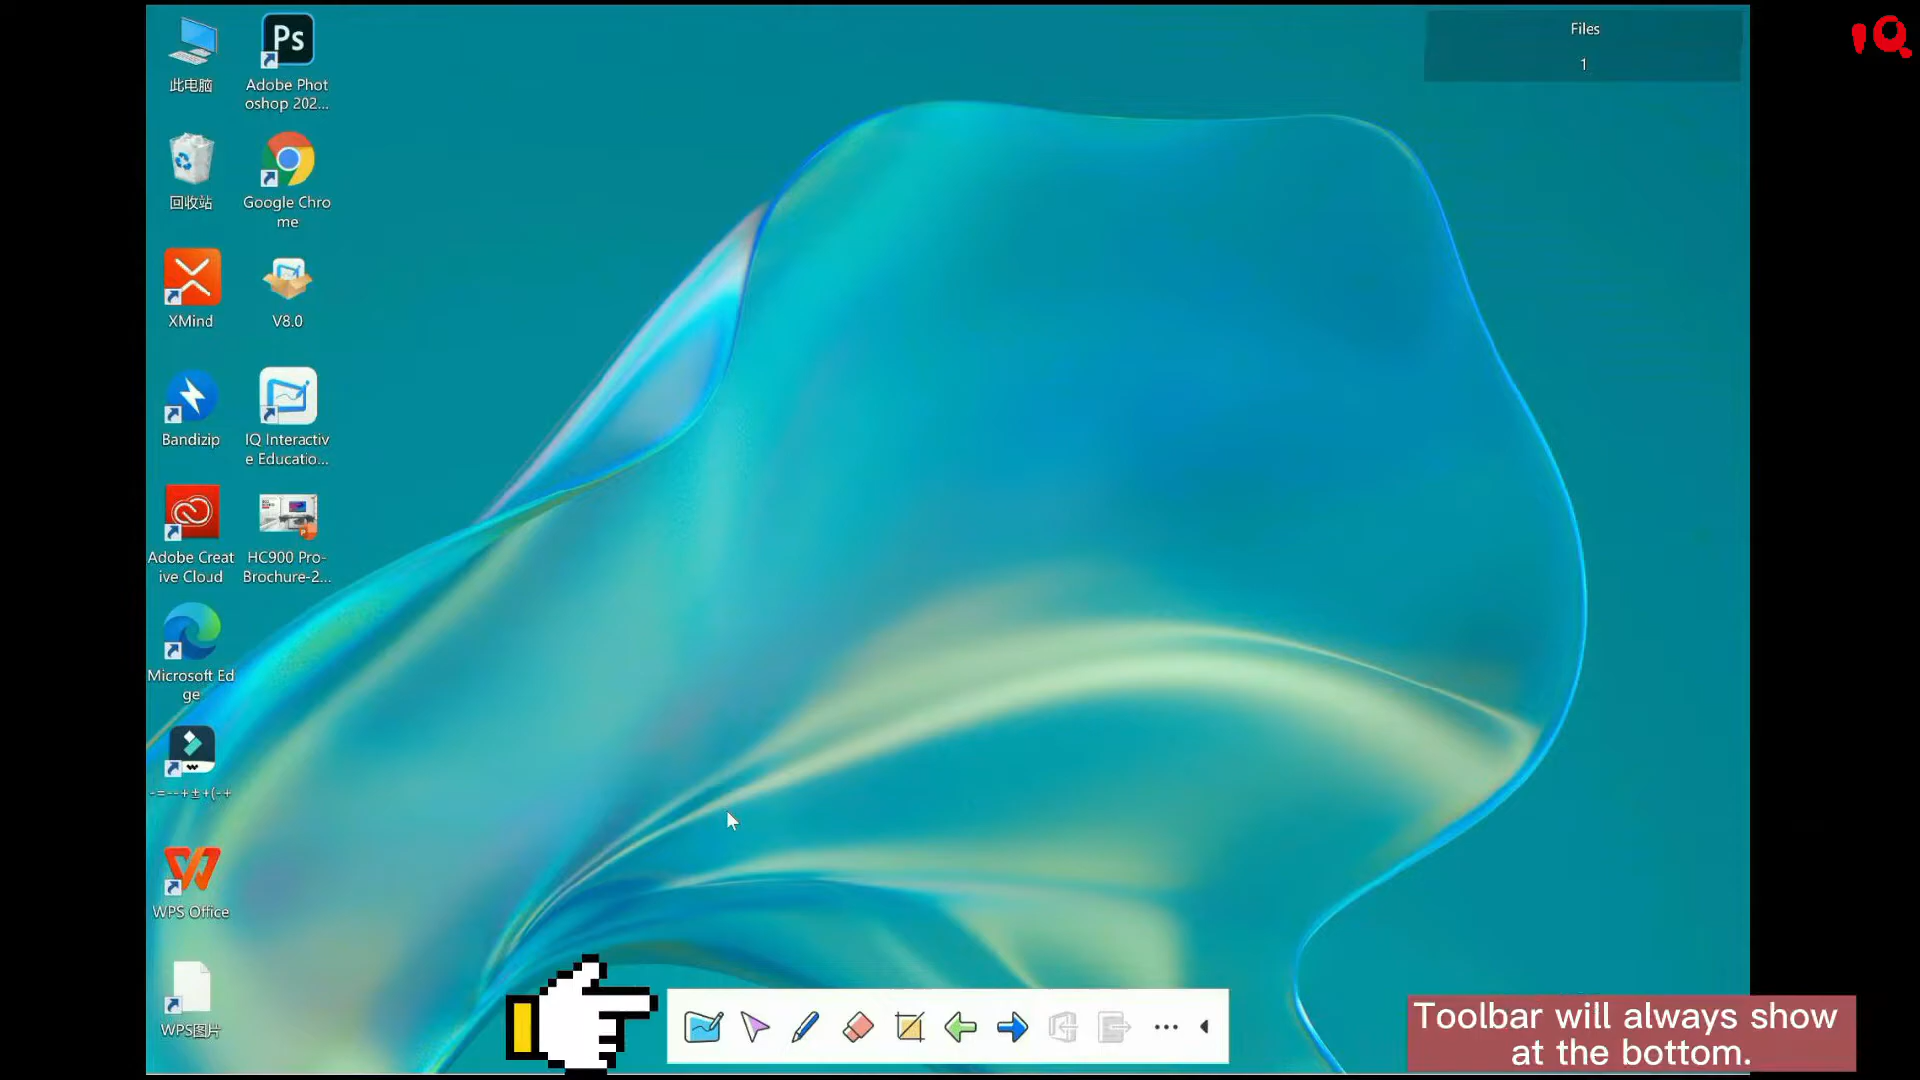 Files
1
IQ
此电脑
Ps
Adobe Phot
oshop 202...
回收站
Google Chro
me
XMind
V8.0
Bandizip
IQ Interactiv
e Educatio...
Adobe Creat
ive Cloud
HC900 Pro-
Brochure-2...
Microsoft Ed
ge
-=--+±+(-+
WPS Office
WPS图片
Toolbar will always show
at the bottom.